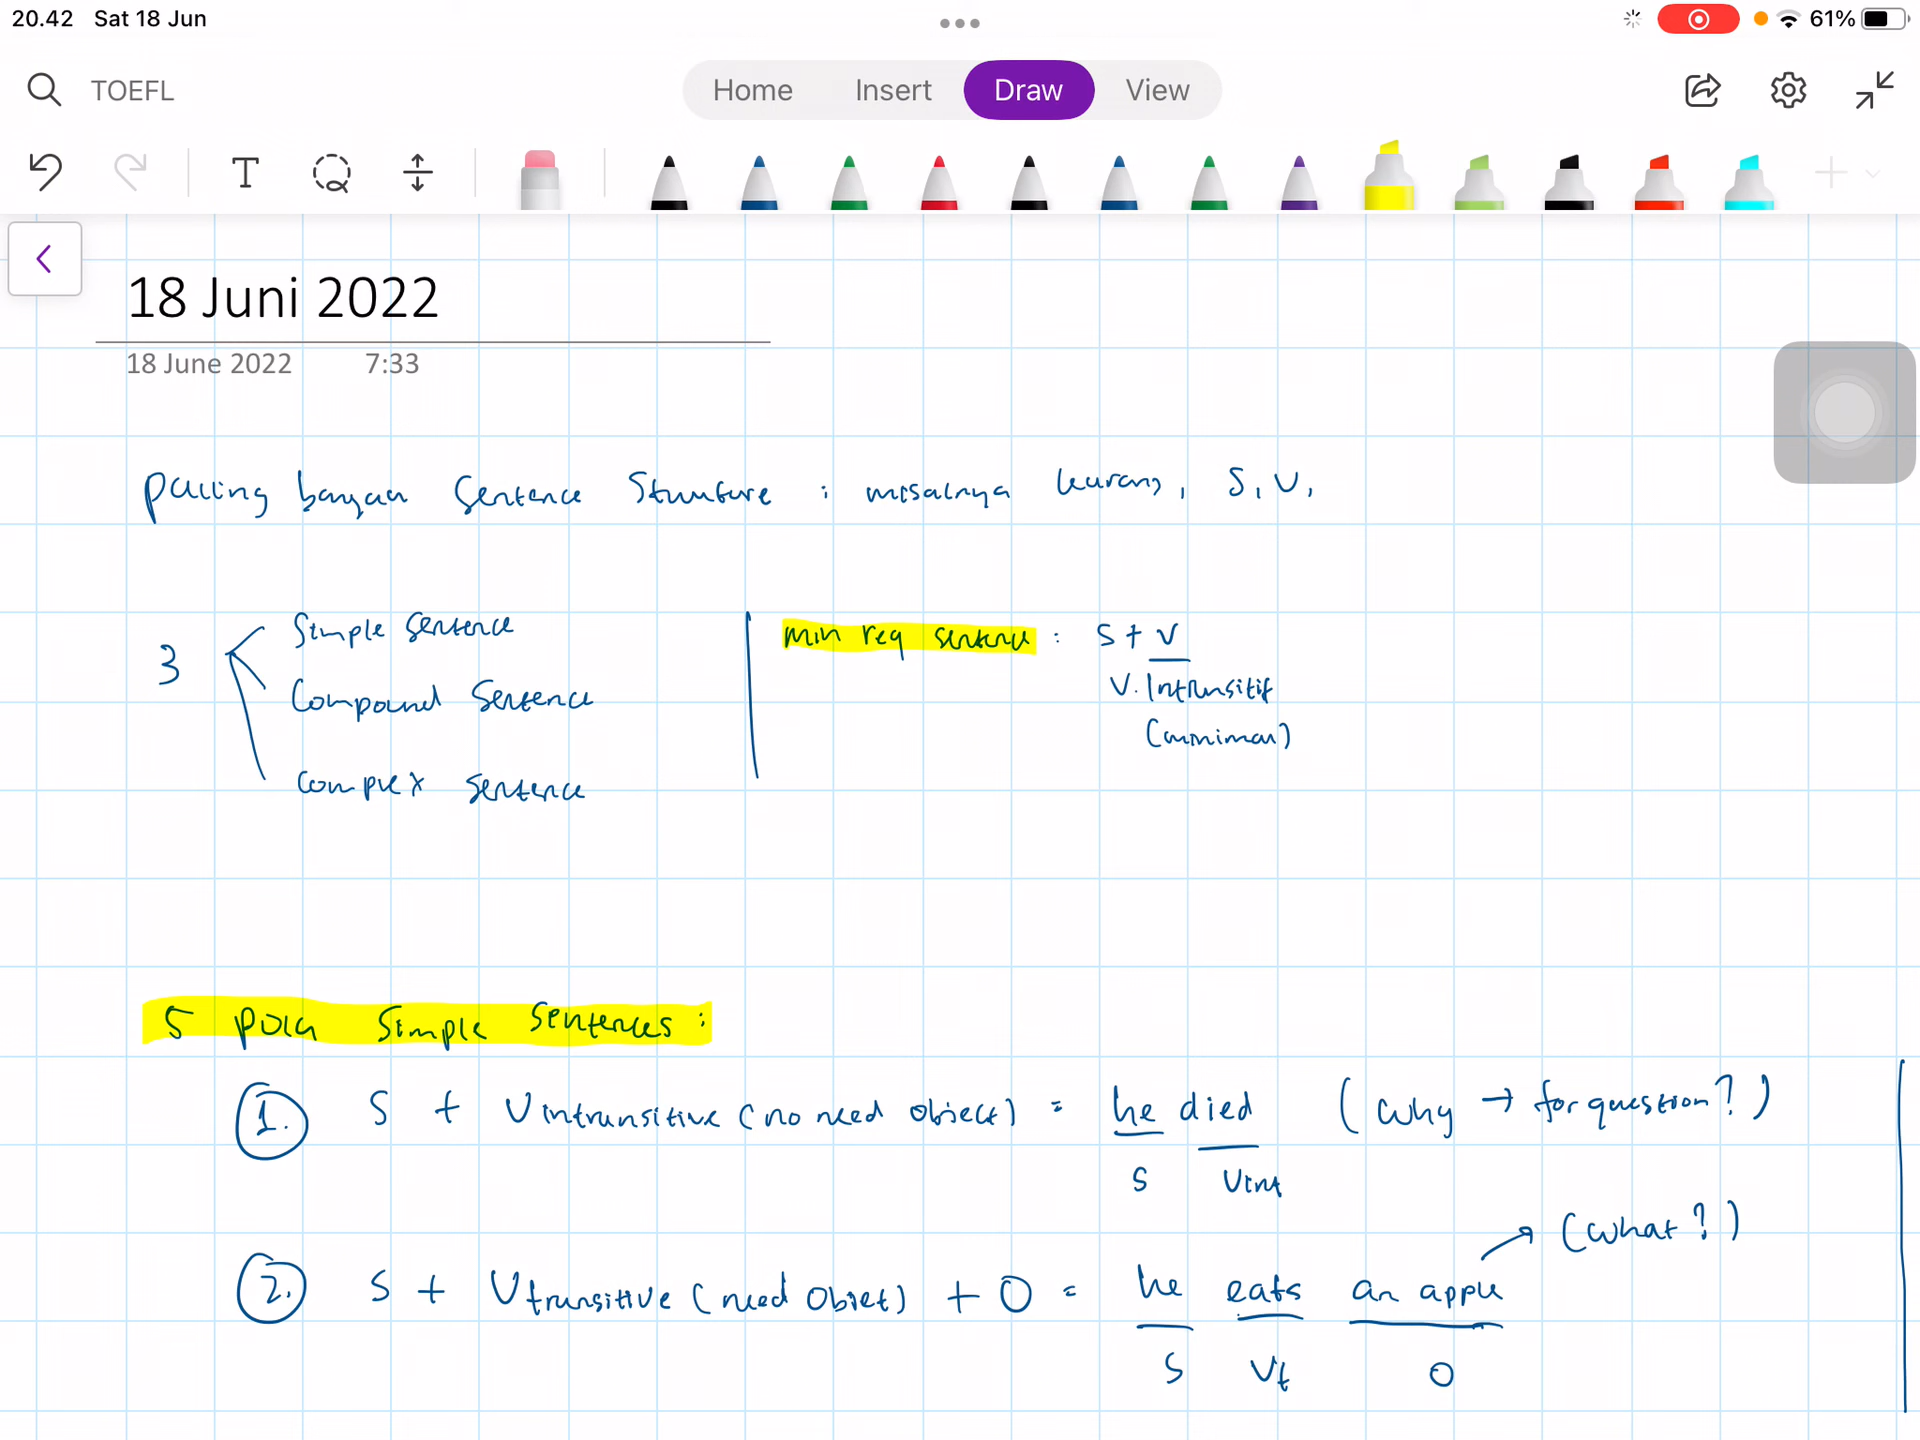 20.42 Sat 18 Jun
61%
TOEFL
Home Insert Draw View
T
18 Juni 2022
18 June 2022 7:33
paling banyak Sentence Structure : misalnya kurang, S, V,
3
Simple sentence
Compound Sentence
Complex sentence
min req sentence : S + V
V. Intransitif
(minimal)
5 pola Simple Sentences :
1. S + V intransitive (no need object) = he died (why → for question?)
S Vint
(what?)
2. S + V transitive (need Object) + O = he eats an apple
S Vt O